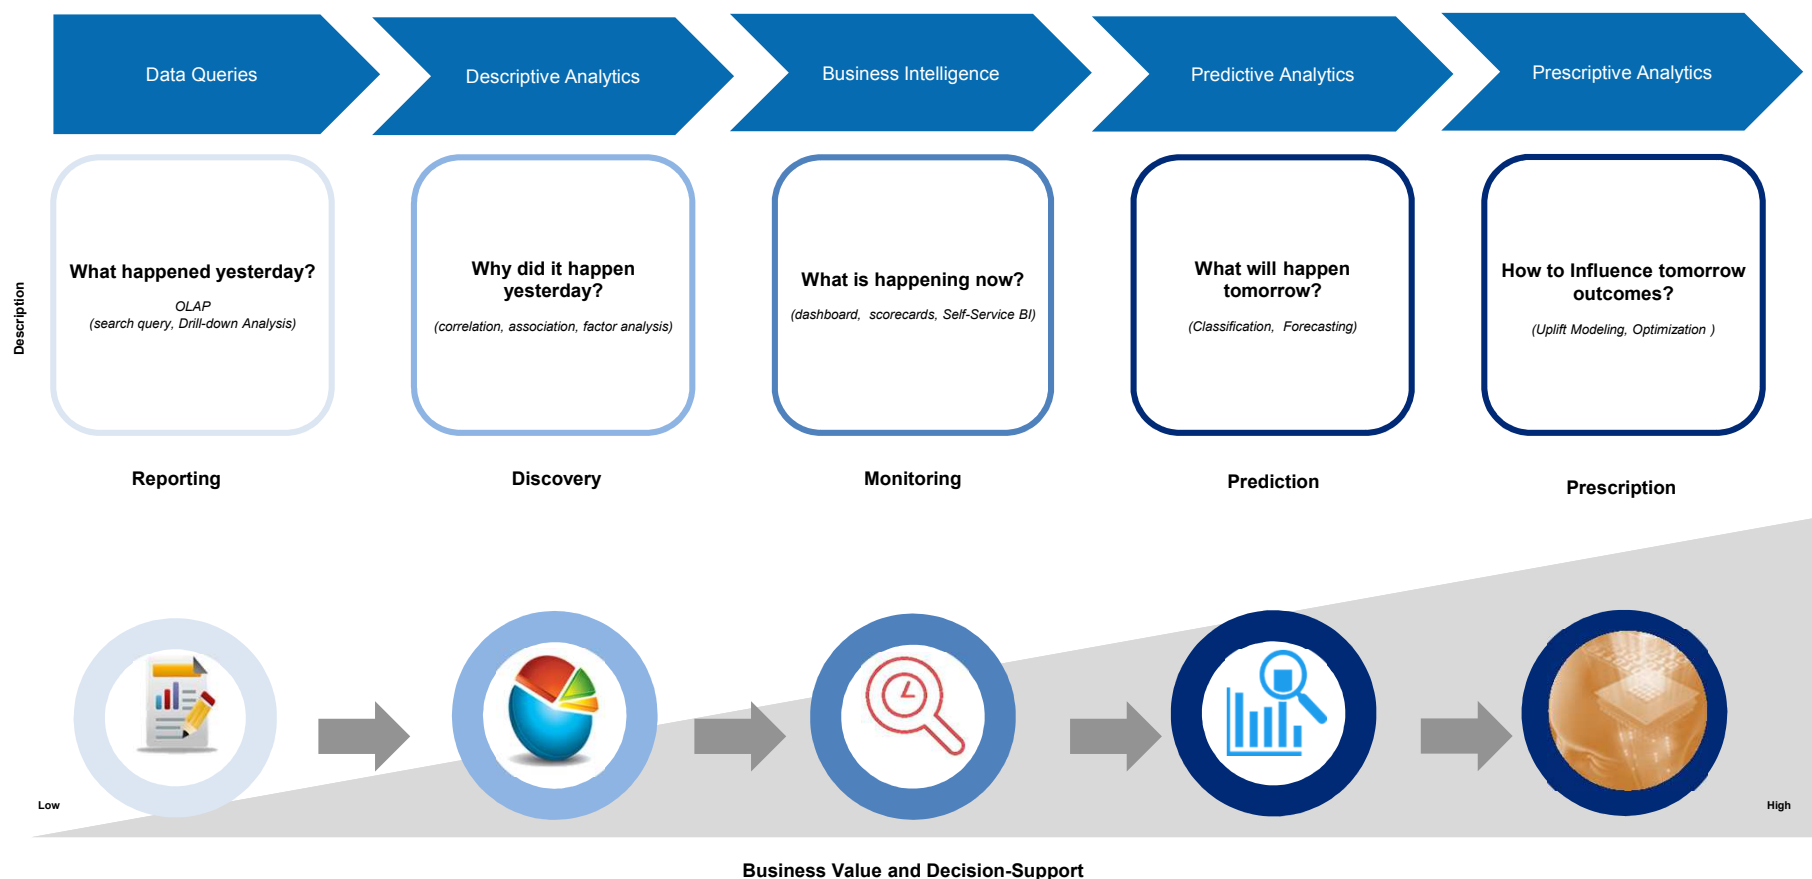 Data Queries
Descriptive Analytics
Business Intelligence
Predictive Analytics
Prescriptive Analytics
Description
What happened yesterday?
OLAP
(search query, Drill-down Analysis)
Why did it happen
yesterday?
(correlation, association, factor analysis)
What is happening now?
(dashboard, scorecards, Self-Service BI)
What will happen
tomorrow?
(Classification, Forecasting)
How to Influence tomorrow
outcomes?
(Uplift Modeling, Optimization )
Reporting
Discovery
Monitoring
Prediction
Prescription
Low
High
Business Value and Decision-Support